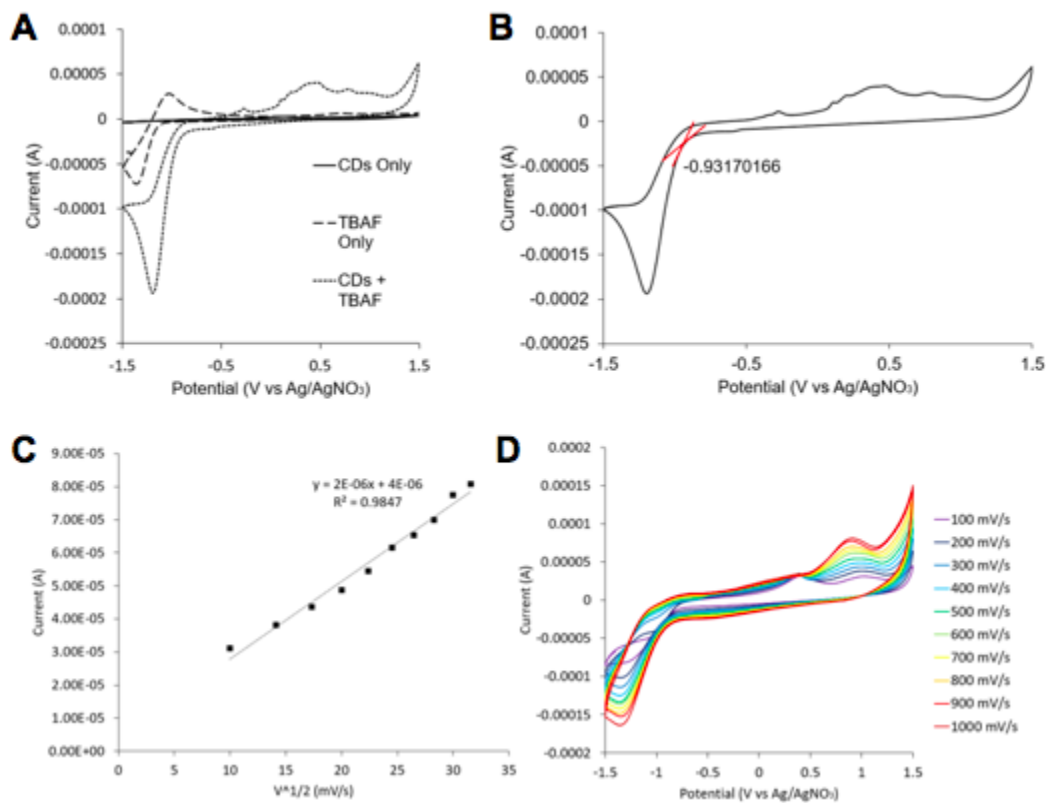 A
0.0001
0.00005
0
-0.00005
-0.0001
-0.00015
-0.0002
-0.00025
Current (A)
CDs Only
TBAF
Only
CDs +
TBAF
-1.5 -0.5 0.5 1.5
Potential (V vs Ag/AgNO3)
B
0.0001
0.00005
0
-0.00005
-0.0001
-0.00015
-0.0002
-0.00025
Current (A)
-0.93170166
-1.5 -0.5 0.5 1.5
Potential (V vs Ag/AgNO3)
C
9.00E-05
8.00E-05
7.00E-05
6.00E-05
5.00E-05
4.00E-05
3.00E-05
2.00E-05
1.00E-05
0.00E+00
Current (A)
y = 2E-06x + 4E-06
R² = 0.9847
0 5 10 15 20 25 30 35
V^1/2 (mV/s)
D
0.0002
0.00015
0.0001
0.00005
0
-0.00005
-0.0001
-0.00015
-0.0002
Current (A)
100 mV/s
200 mV/s
300 mV/s
400 mV/s
500 mV/s
600 mV/s
700 mV/s
800 mV/s
900 mV/s
1000 mV/s
-1.5 -1 -0.5 0 0.5 1 1.5
Potential (V vs Ag/AgNO3)